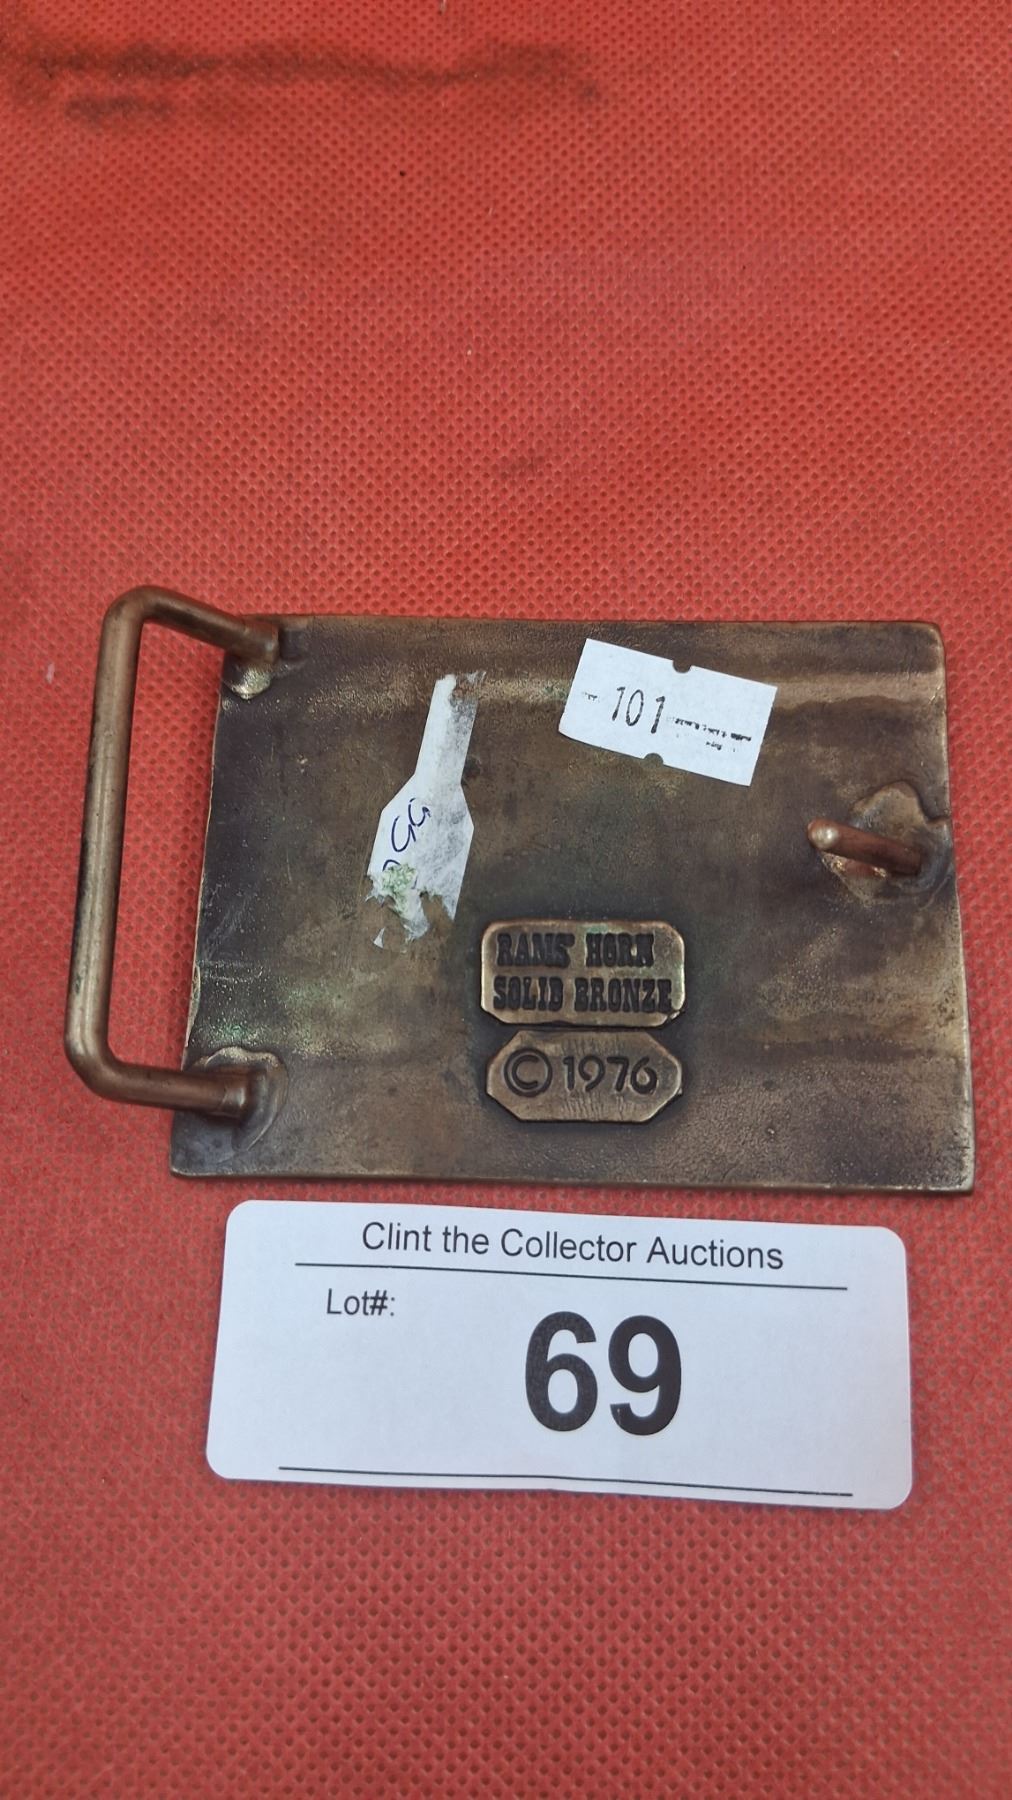 101
RAMS' HORN
SOLID BRONZE
© 1976
Clint the Collector Auctions
Lot#:
69